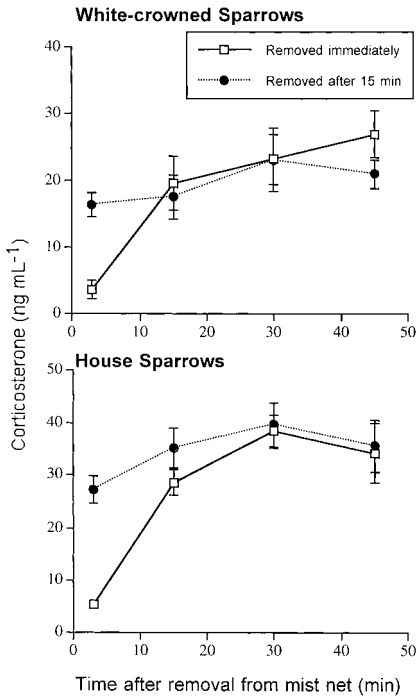 White-crowned Sparrows
40
Removed immediately
Removed after 15 min
30
20
10
0
0 10 20 30 40 50
House Sparrows
50
40
30
20
10
0
0 10 20 30 40 50
Corticosterone (ng mL-1)
Time after removal from mist net (min)